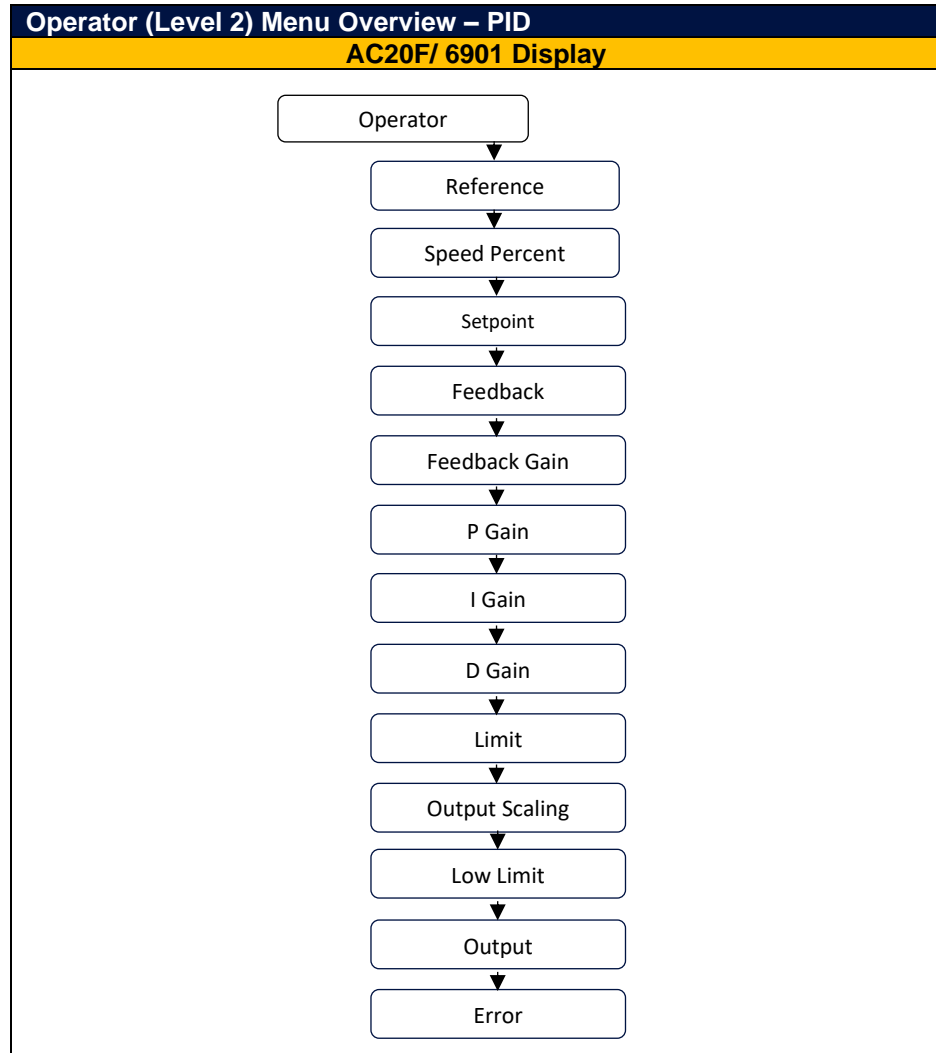 Operator (Level 2) Menu Overview – PID
AC20F/ 6901 Display
Operator
Reference
Speed Percent
Setpoint
Feedback
Feedback Gain
P Gain
I Gain
D Gain
Limit
Output Scaling
Low Limit
Output
Error